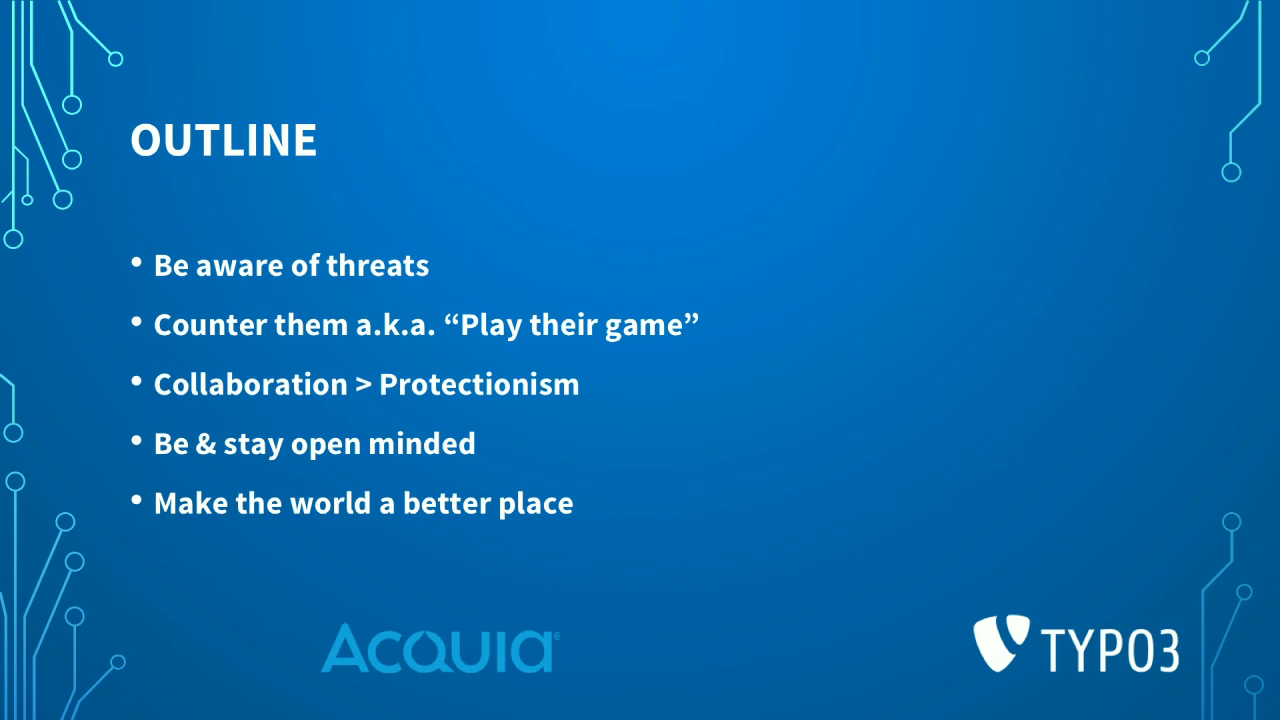 OUTLINE
• Be aware of threats
• Counter them a.k.a. “Play their game”
• Collaboration > Protectionism
• Be & stay open minded
• Make the world a better place
ACQUIA®
TYPO3